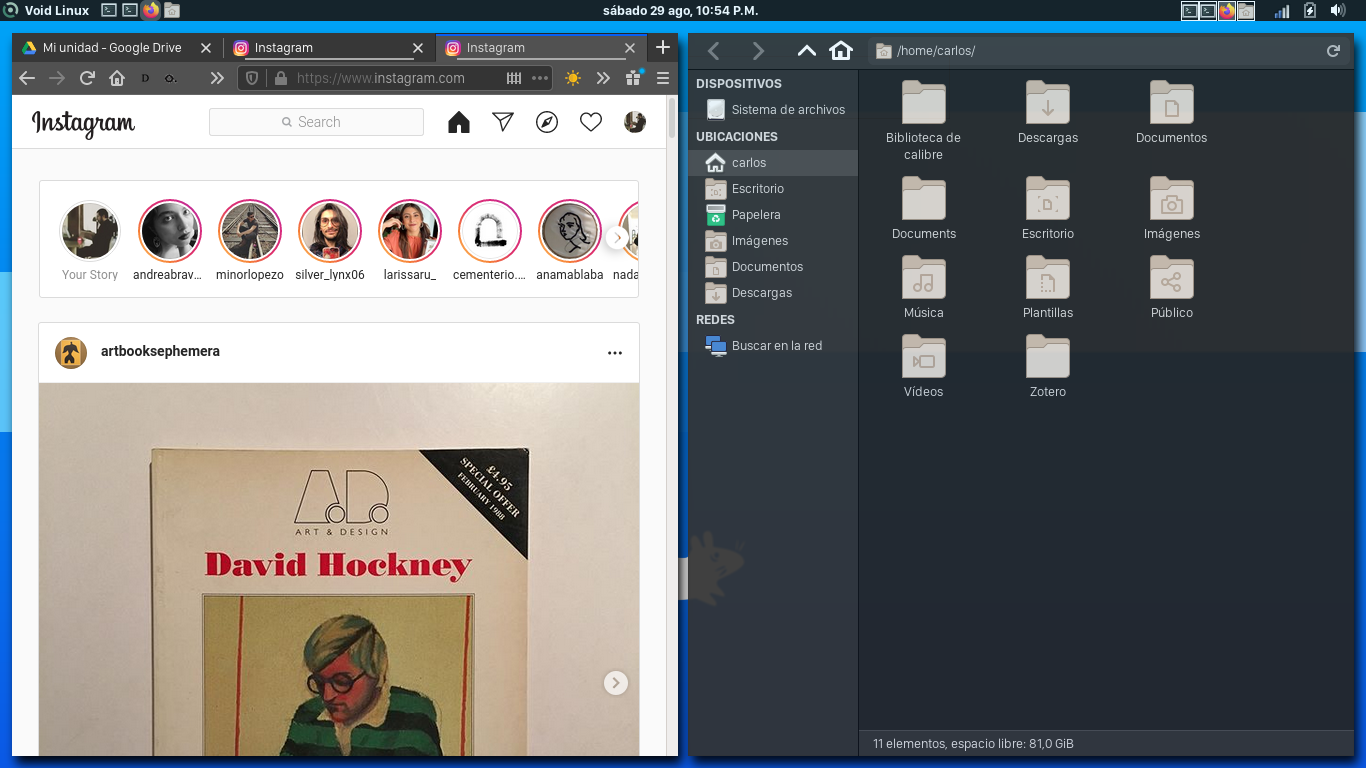 Void Linux
sábado 29 ago, 10:54 P.M.
Mi unidad - Google Drive
Instagram
Instagram
https://www.instagram.com
Instagram
Search
Your Story
andreabrav...
minorlopezo
silver_lynx06
larissaru_
cementerio....
anamablaba
nada
artbooksephemera
A.D.
ART & DESIGN
£4.95
SPECIAL OFFER
FEBRUARY 1988
David Hockney
/home/carlos/
DISPOSITIVOS
Sistema de archivos
UBICACIONES
carlos
Escritorio
Papelera
Imágenes
Documentos
Descargas
REDES
Buscar en la red
Biblioteca de
calibre
Descargas
Documentos
Documents
Escritorio
Imágenes
Música
Plantillas
Público
Vídeos
Zotero
11 elementos, espacio libre: 81,0 GiB